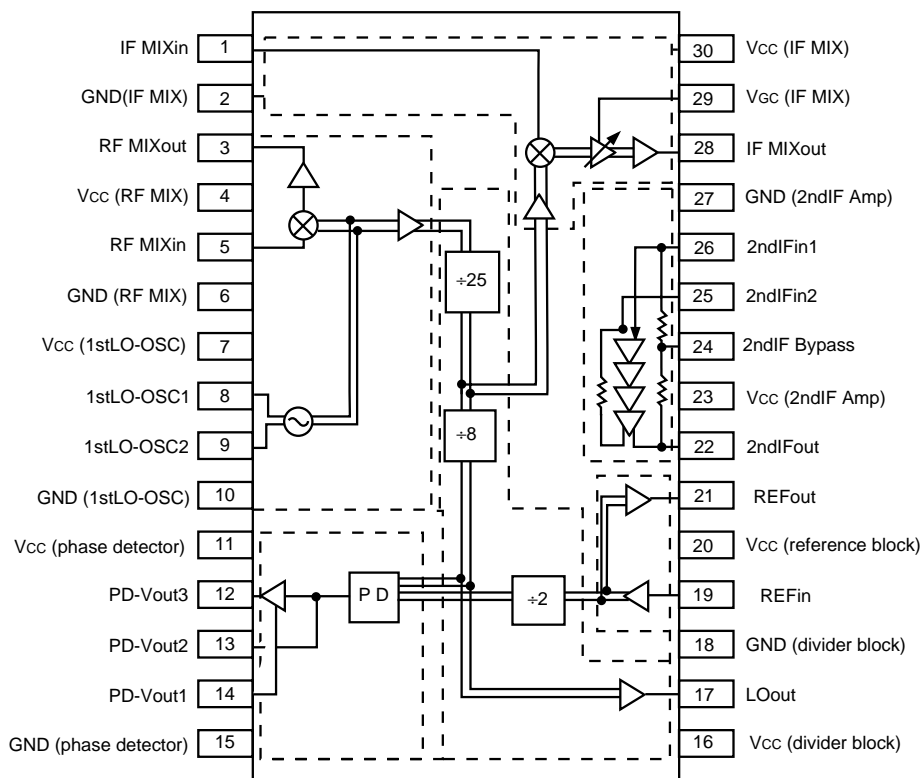 IF MIXin 1
GND(IF MIX) 2
RF MIXout 3
VCC (RF MIX) 4
RF MIXin 5
GND (RF MIX) 6
VCC (1stLO-OSC) 7
1stLO-OSC1 8
1stLO-OSC2 9
GND (1stLO-OSC) 10
VCC (phase detector) 11
PD-Vout3 12
PD-Vout2 13
PD-Vout1 14
GND (phase detector) 15
÷25
÷8
P D
÷2
30 VCC (IF MIX)
29 VGC (IF MIX)
28 IF MIXout
27 GND (2ndIF Amp)
26 2ndIFin1
25 2ndIFin2
24 2ndIF Bypass
23 VCC (2ndIF Amp)
22 2ndIFout
21 REFout
20 VCC (reference block)
19 REFin
18 GND (divider block)
17 LOout
16 VCC (divider block)